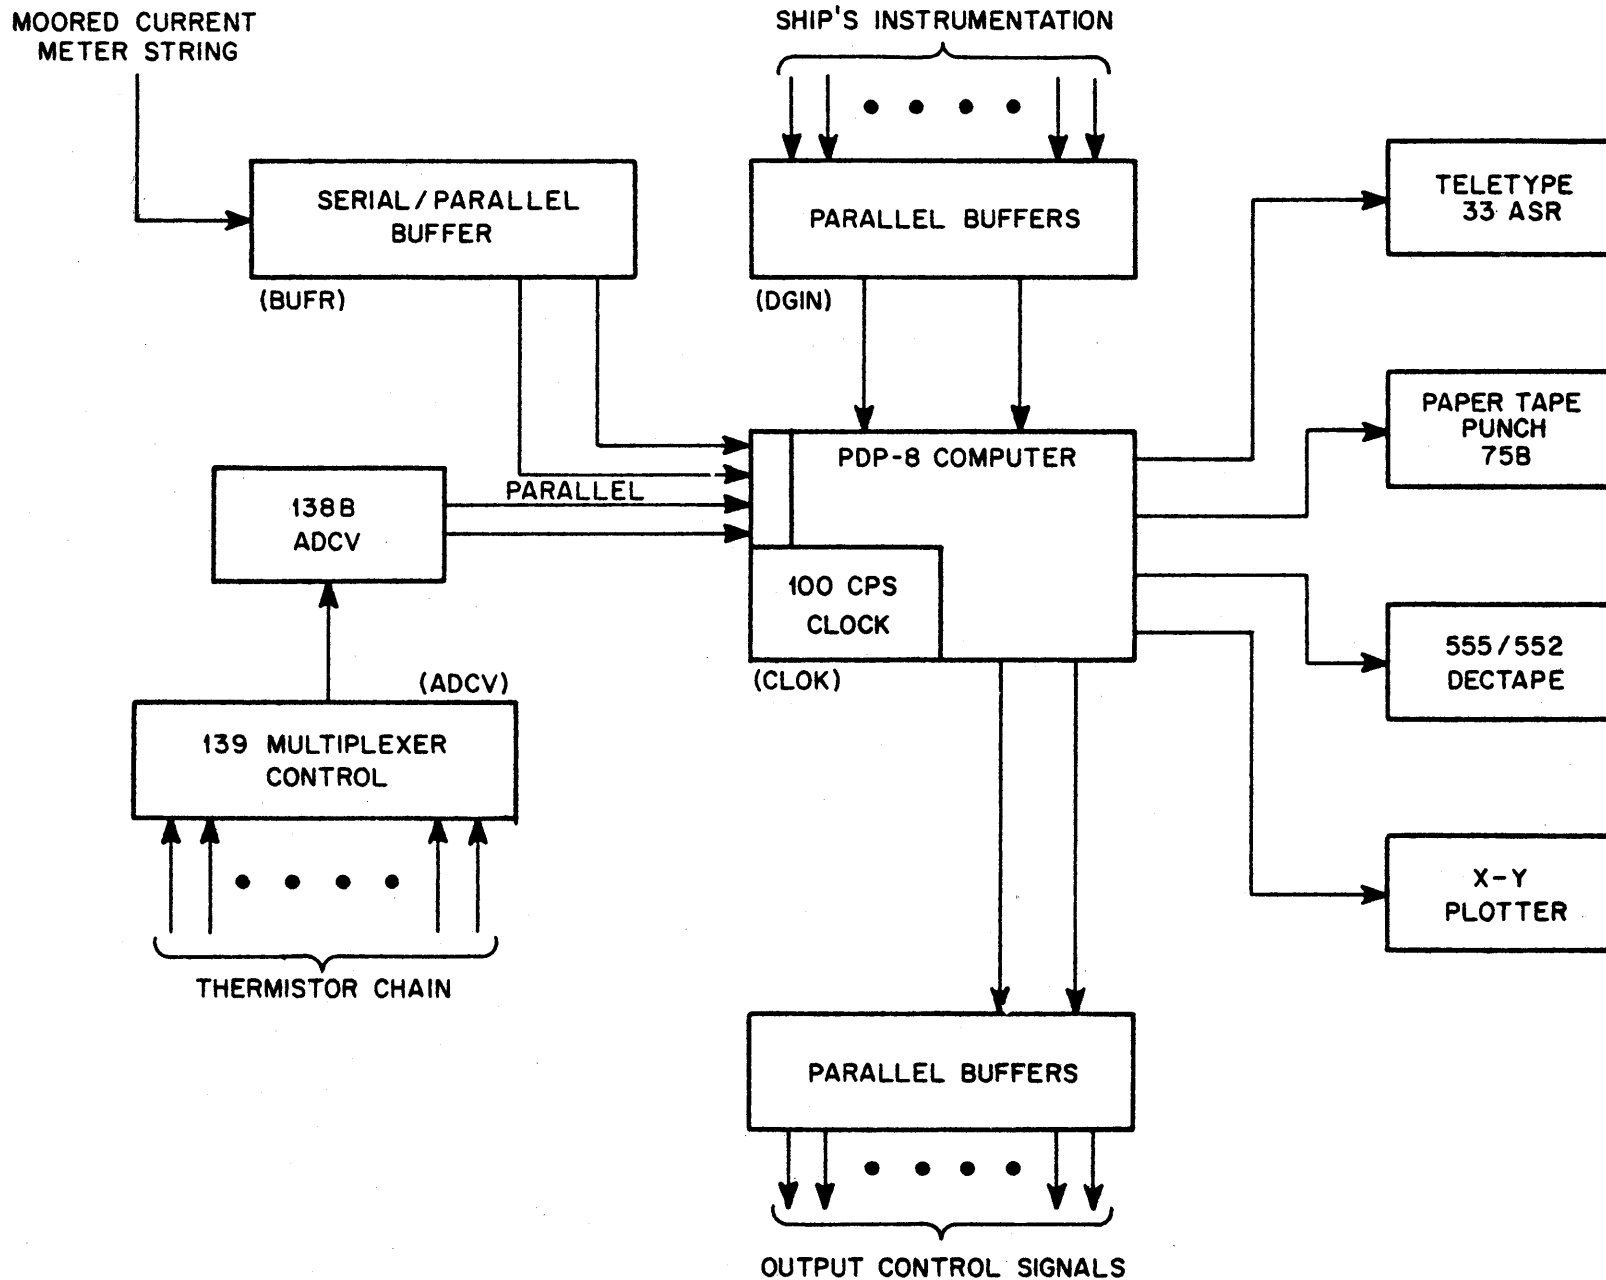 MOORED CURRENT
METER STRING
SHIP'S INSTRUMENTATION
SERIAL/PARALLEL
BUFFER
(BUFR)
PARALLEL BUFFERS
(DGIN)
TELETYPE
33 ASR
PAPER TAPE
PUNCH
75B
PDP-8 COMPUTER
PARALLEL
138B
ADCV
100 CPS
CLOCK
(CLOK)
(ADCV)
139 MULTIPLEXER
CONTROL
555/552
DECTAPE
X-Y
PLOTTER
THERMISTOR CHAIN
PARALLEL BUFFERS
OUTPUT CONTROL SIGNALS